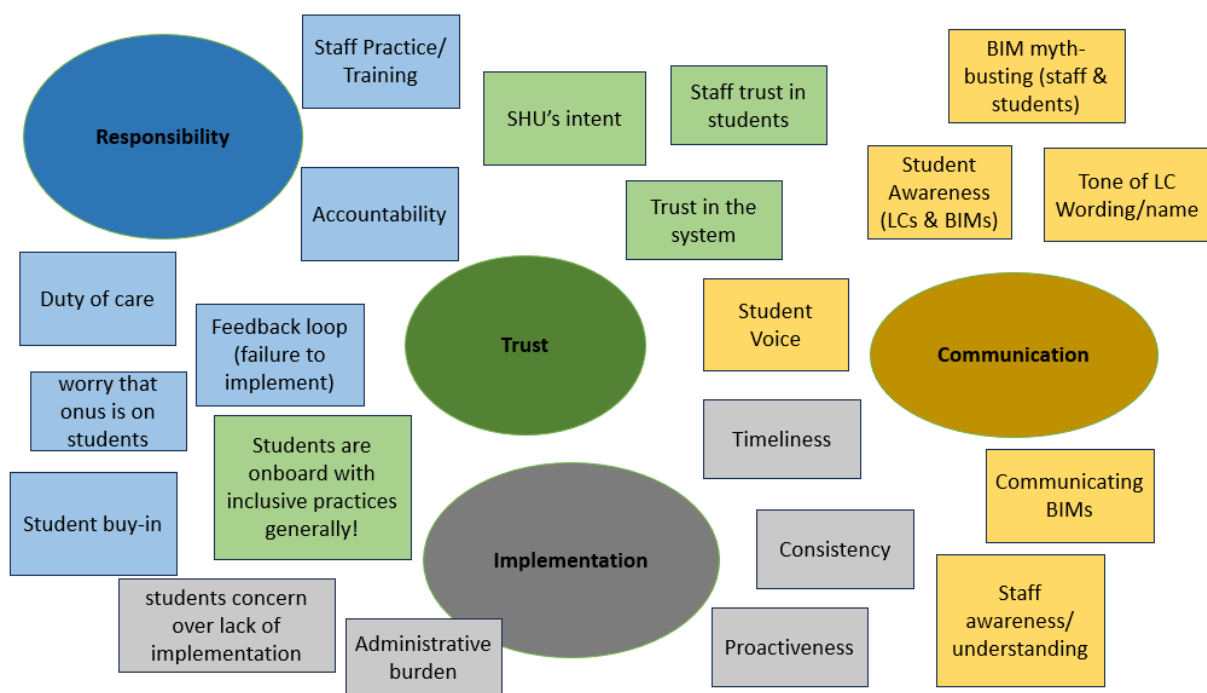 Staff Practice/
Training
BIM myth-
busting (staff &
students)
Responsibility
SHU’s intent
Staff trust in
students
Student
Awareness
(LCs & BIMs)
Tone of LC
Wording/name
Accountability
Trust in the
system
Duty of care
Feedback loop
(failure to
implement)
Trust
Student
Voice
Communication
worry that
onus is on
students
Students are
onboard with
inclusive practices
generally!
Timeliness
Communicating
BIMs
Student buy-in
Implementation
Consistency
students concern
over lack of
implementation
Administrative
burden
Proactiveness
Staff
awareness/
understanding